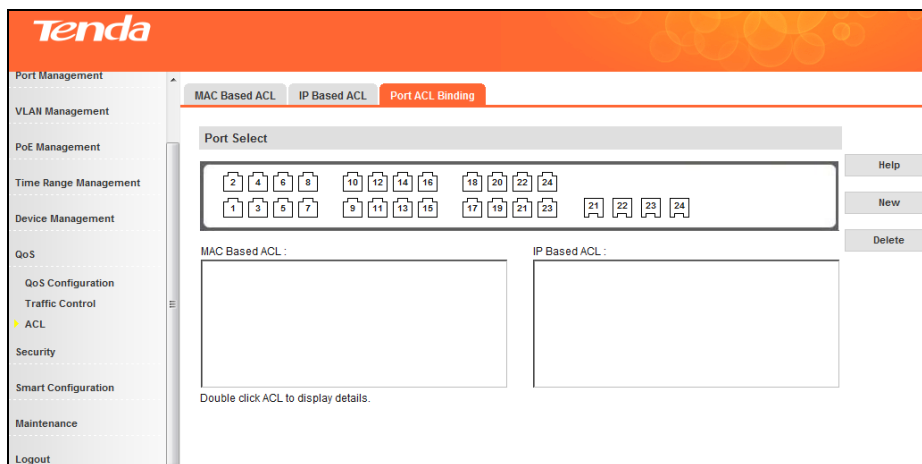 Tenda
Port Management
VLAN Management
PoE Management
Time Range Management
Device Management
QoS
QoS Configuration
Traffic Control
ACL
Security
Smart Configuration
Maintenance
Logout
MAC Based ACL IP Based ACL Port ACL Binding
Port Select
2 4 6 8 10 12 14 16 18 20 22 24
1 3 5 7 9 11 13 15 17 19 21 23 21 22 23 24
MAC Based ACL :
IP Based ACL :
Double click ACL to display details.
Help
New
Delete